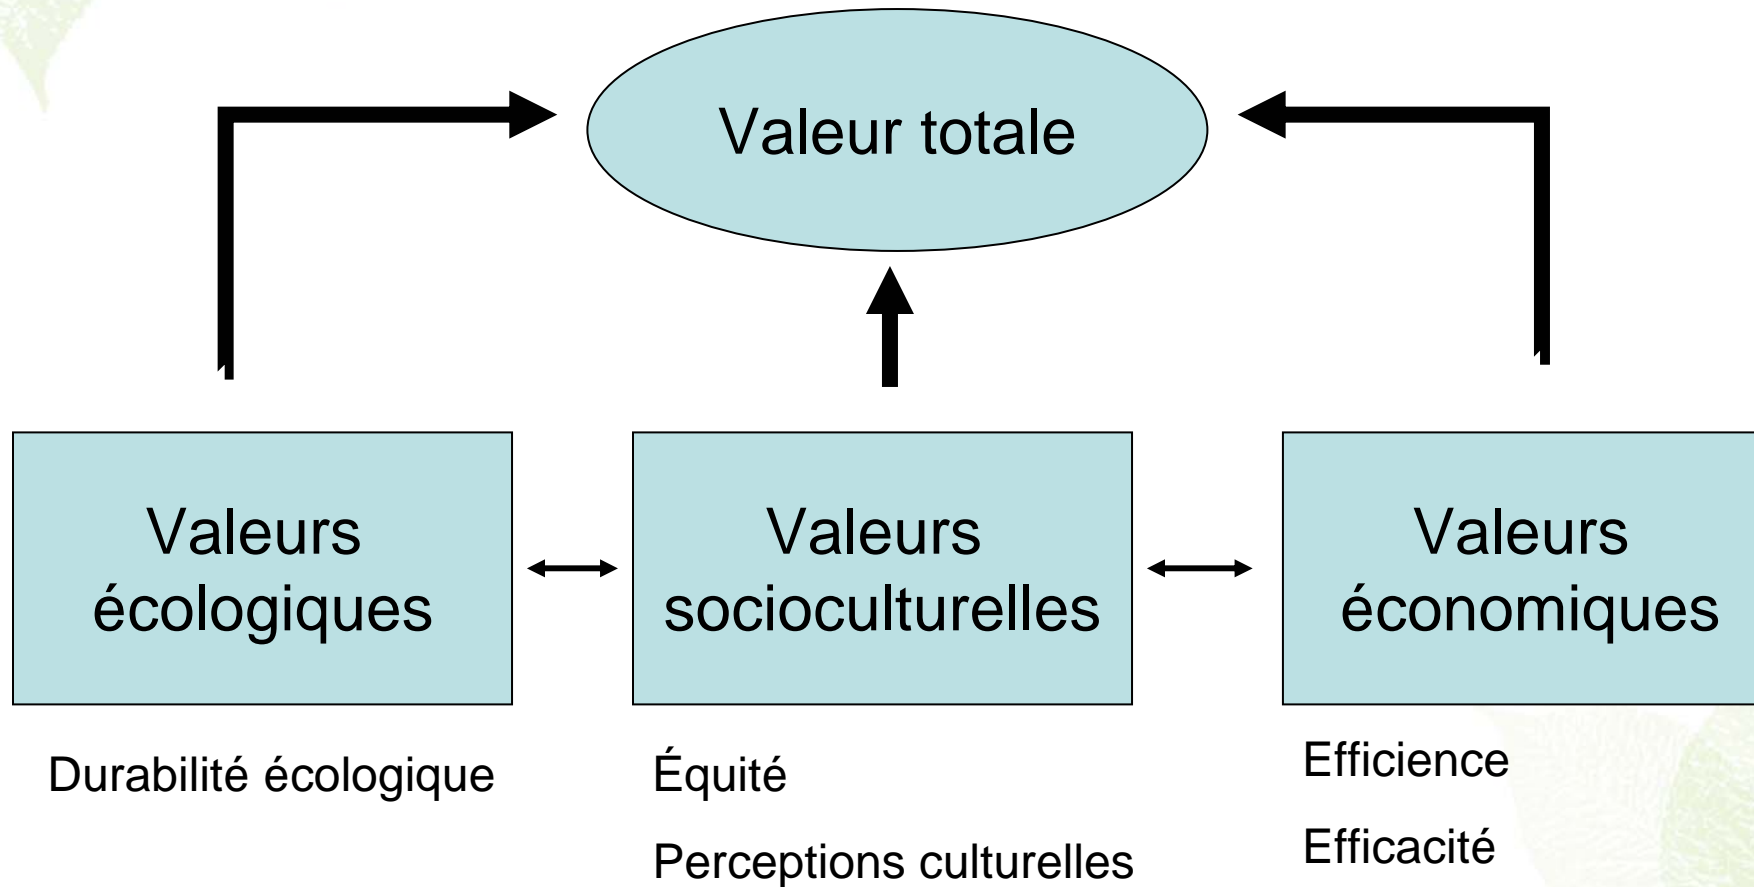 Valeur totale
Valeurs
écologiques
Valeurs
socioculturelles
Valeurs
économiques
Durabilité écologique
Équité
Perceptions culturelles
Efficience
Efficacité